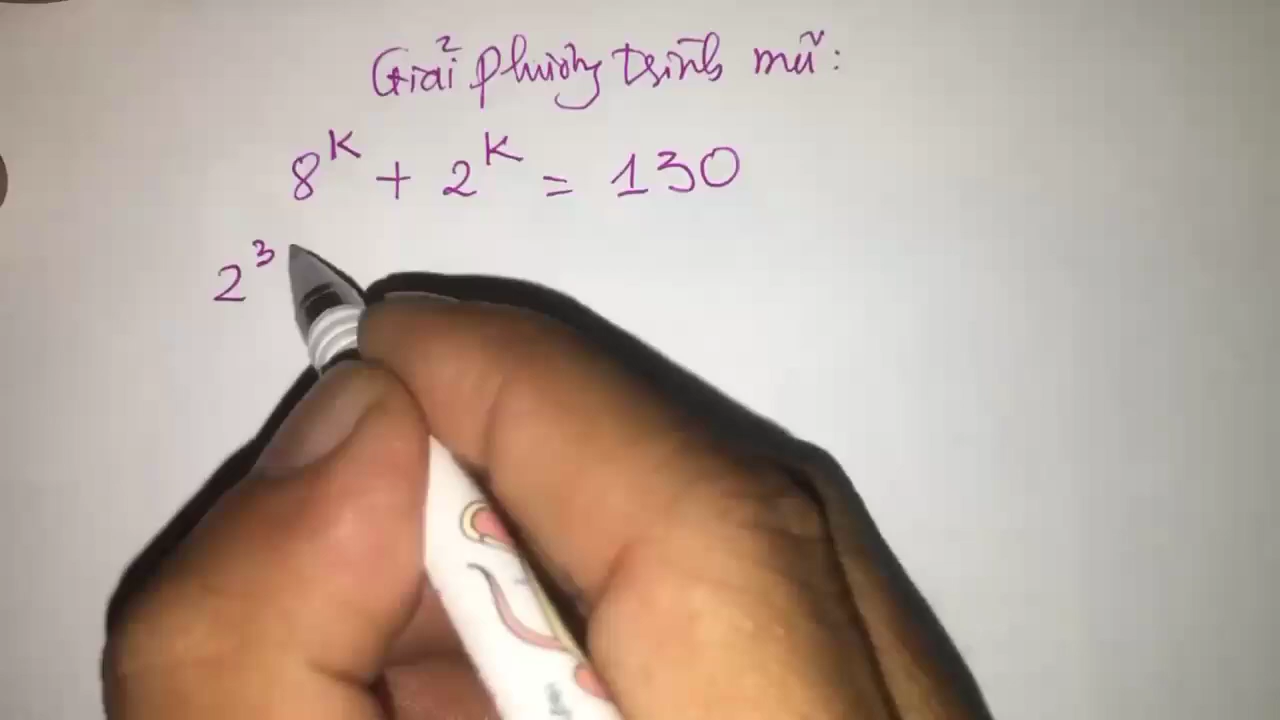 Giải phương trình mũ:
8^K + 2^K = 130
2^3